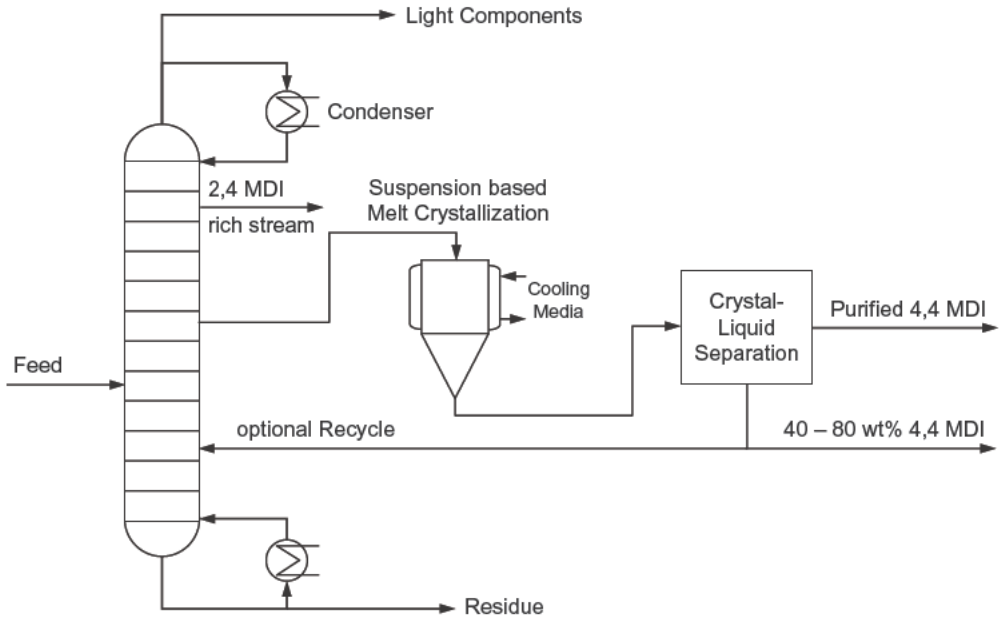 Light Components
Condenser
2,4 MDI
rich stream
Suspension based
Melt Crystallization
Cooling
Media
Crystal-
Liquid
Separation
Purified 4,4 MDI
Feed
optional Recycle
40 – 80 wt% 4,4 MDI
Residue